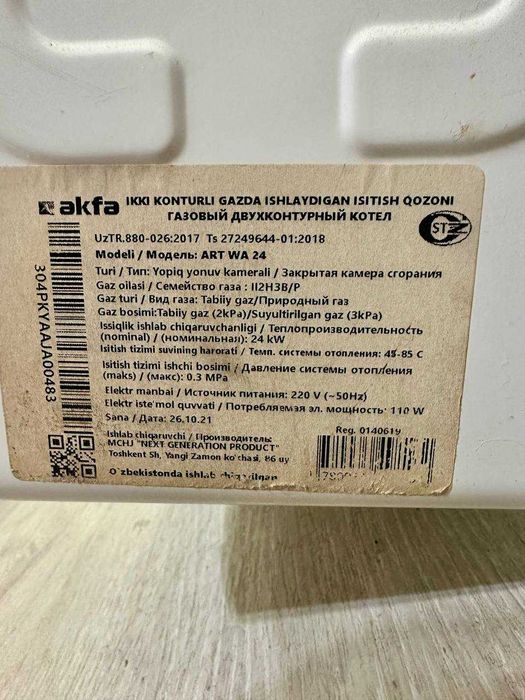 akfa
IKKI KONTURLI GAZDA ISHLAYDIGAN ISITISH QOZONI
ГАЗОВЫЙ ДВУХКОНТУРНЫЙ КОТЕЛ
UzTR.880-026:2017 Ts 27249644-01:2018
Modeli / Модель: ART WA 24
Turi / Тип: Yopiq yonuv kamerali / Закрытая камера сгорания
Gaz oilasi / Семейство газа : II2H3B/P
Gaz turi / Вид газа: Tabiiy gaz/Природный газ
Gaz bosimi:Tabiiy gaz (2kPa)/Suyultirilgan gaz (3kPa)
Issiqlik ishlab chiqaruvchanligi / Теплопроизводительность
(nominal) / (номинальная): 24 kW
Isitish tizimi suvining harorati / Темп. системы отопления: 45-85 C
Isitish tizimi ishchi bosimi / Давление системы отопления
(maks) / (макс): 0.3 MPa
Elektr manbai / Источник питания: 220 V (~50Hz)
Elektr iste'mol quvvati / Потребляемая эл. мощность: 110 W
Sana / Дата: 26.10.21
Reg. 0140619
Ishlab chiqaruvchi / Производитель:
MCHJ "NEXT GENERATION PRODUCT"
Toshkent Sh, Yangi Zamon ko'chasi, 86 uy
O'zbekistonda ishlab chiqarilgan
304PKYAAJA00483